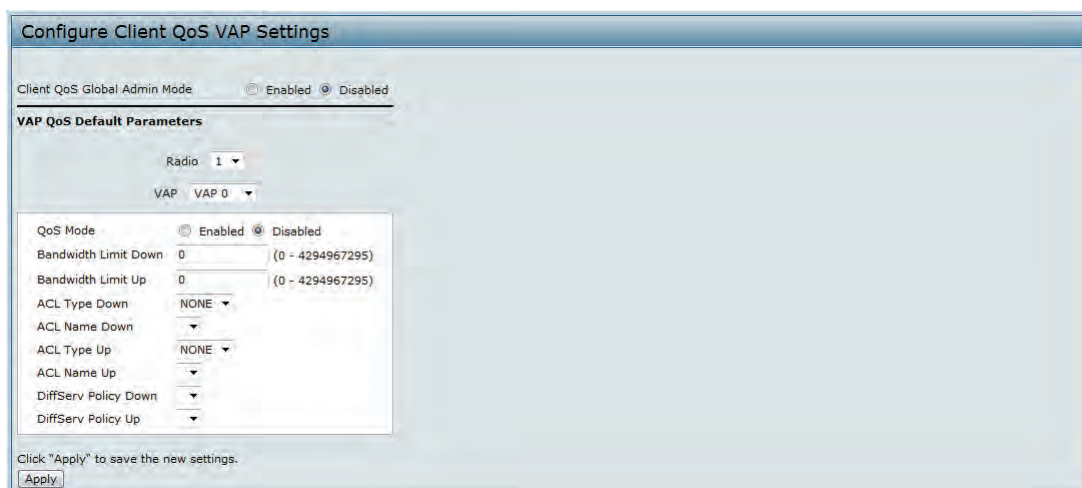 Configure Client QoS VAP Settings
Client QoS Global Admin Mode Enabled Disabled
VAP QoS Default Parameters
Radio 1
VAP VAP 0
QoS Mode Enabled Disabled
Bandwidth Limit Down 0 (0 - 4294967295)
Bandwidth Limit Up 0 (0 - 4294967295)
ACL Type Down NONE
ACL Name Down
ACL Type Up NONE
ACL Name Up
DiffServ Policy Down
DiffServ Policy Up
Click "Apply" to save the new settings.
Apply